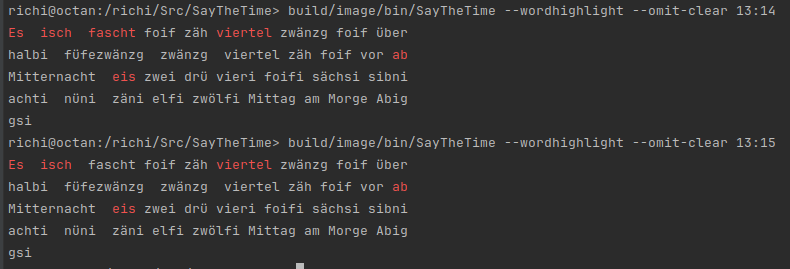 richi@octan:/richi/Src/SayTheTime> build/image/bin/SayTheTime --wordhighlight --omit-clear 13:14
Es  isch  fascht foif zäh viertel zwänzg foif über
halbi  füfezwänzg  zwänzg  viertel zäh foif vor ab
Mitternacht  eis zwei drü vieri foifi sächsi sibni
achti  nüni  zäni elfi zwölfi Mittag am Morge Abig
gsi
richi@octan:/richi/Src/SayTheTime> build/image/bin/SayTheTime --wordhighlight --omit-clear 13:15
Es  isch  fascht foif zäh viertel zwänzg foif über
halbi  füfezwänzg  zwänzg  viertel zäh foif vor ab
Mitternacht  eis zwei drü vieri foifi sächsi sibni
achti  nüni  zäni elfi zwölfi Mittag am Morge Abig
gsi